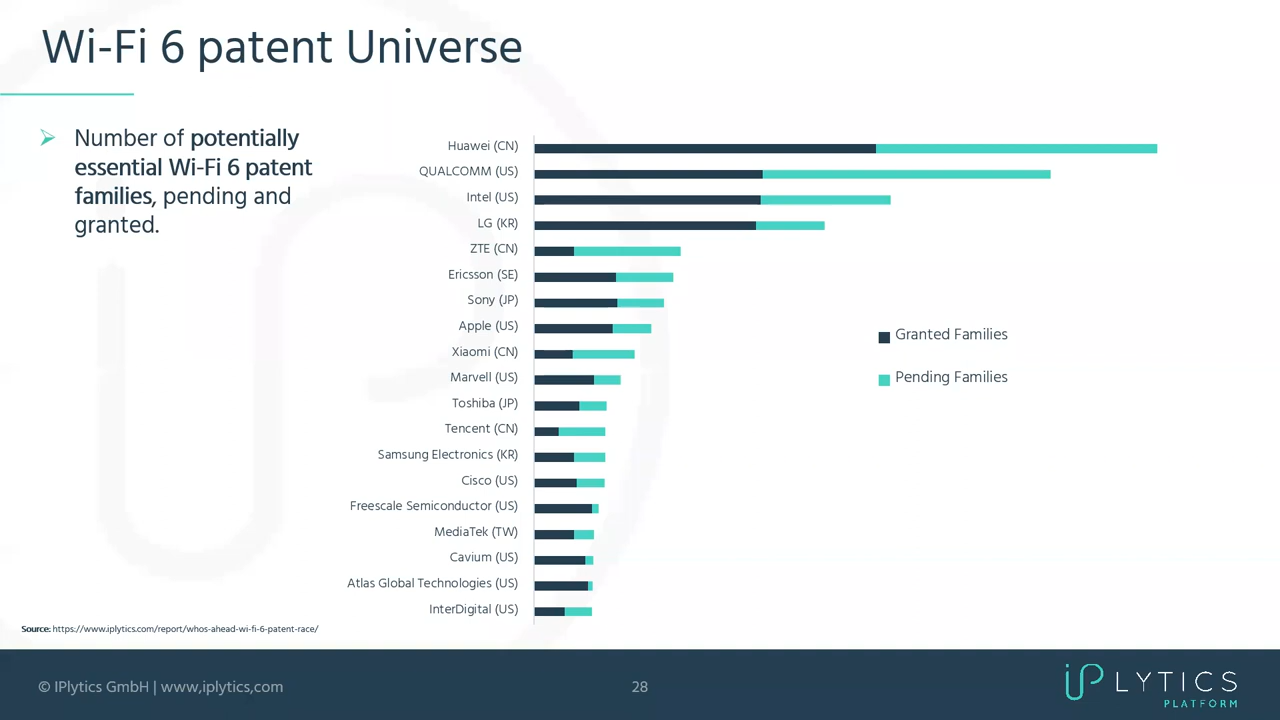 Wi-Fi 6 patent Universe
Number of potentially
essential Wi-Fi 6 patent
families, pending and
granted.
Huawei (CN)
QUALCOMM (US)
Intel (US)
LG (KR)
ZTE (CN)
Ericsson (SE)
Sony (JP)
Apple (US)
Xiaomi (CN)
Marvell (US)
Toshiba (JP)
Tencent (CN)
Samsung Electronics (KR)
Cisco (US)
Freescale Semiconductor (US)
MediaTek (TW)
Cavium (US)
Atlas Global Technologies (US)
InterDigital (US)
Granted Families
Pending Families
Source: https://www.iplytics.com/report/whos-ahead-wi-fi-6-patent-race/
© IPlytics GmbH | www,iplytics,com
28
iPLYTICS
PLATFORM